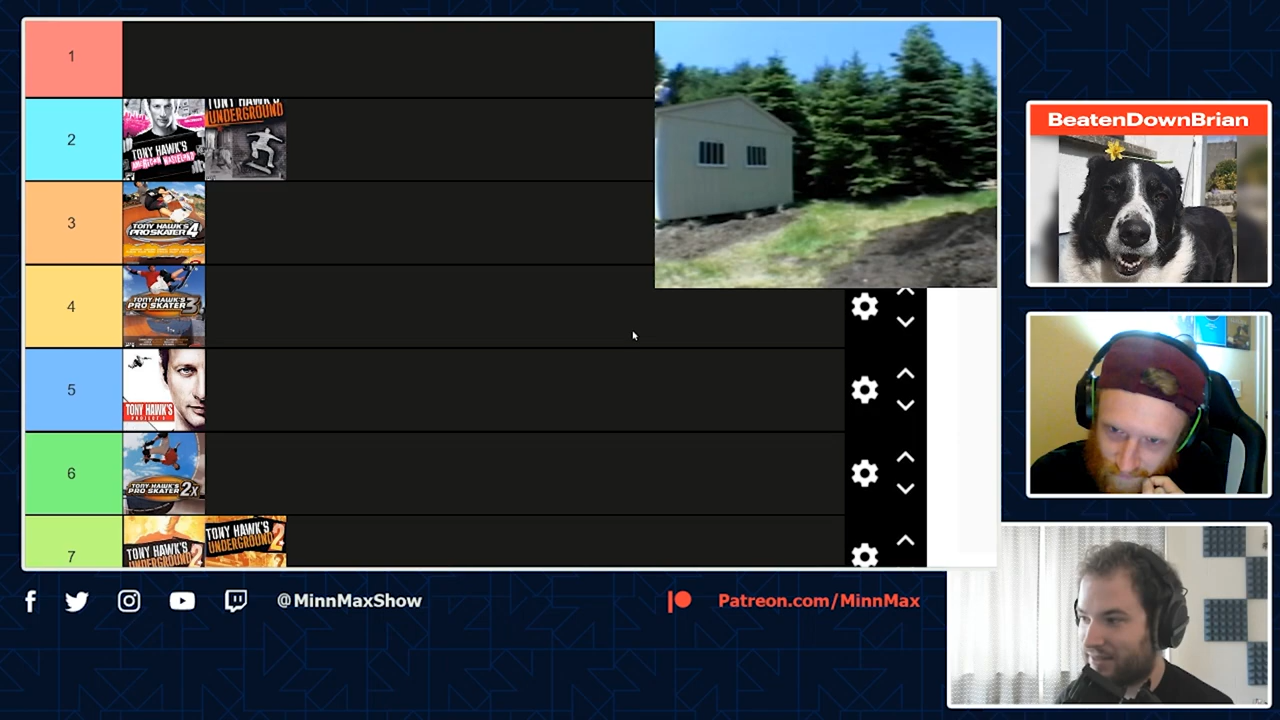 1
2
TONY HAWK'S
AMERICAN WASTELAND
TONY HAWK'S
UNDERGROUND
3
TONY HAWK'S
PRO SKATER 4
4
TONY HAWK'S
PRO SKATER 3
5
TONY HAWK'S
PROJECT 8
6
TONY HAWK'S
PRO SKATER 2x
7
TONY HAWK'S
UNDERGROUND 2
TONY HAWK'S
UNDERGROUND 2
BeatenDownBrian
@MinnMaxShow
Patreon.com/MinnMax